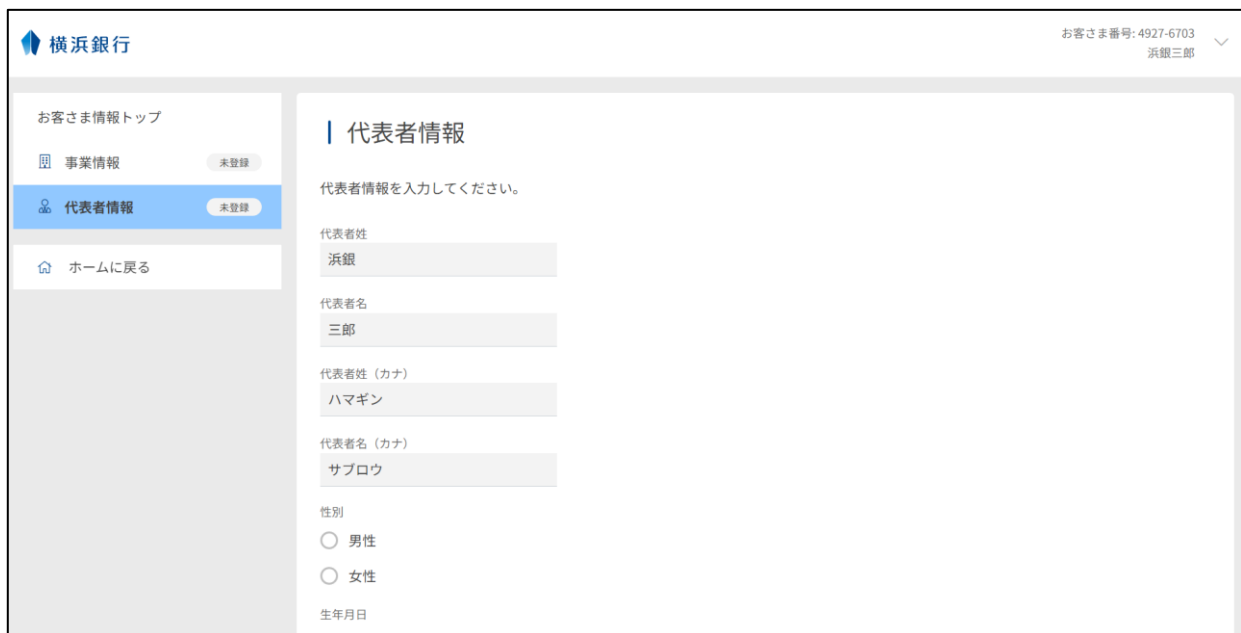 横浜銀行
お客さま番号: 4927-6703
浜銀三郎
お客さま情報トップ
事業情報 未登録
代表者情報 未登録
ホームに戻る
代表者情報
代表者情報を入力してください。
代表者姓
浜銀
代表者名
三郎
代表者姓（カナ）
ハマギン
代表者名（カナ）
サブロウ
性別
男性
女性
生年月日